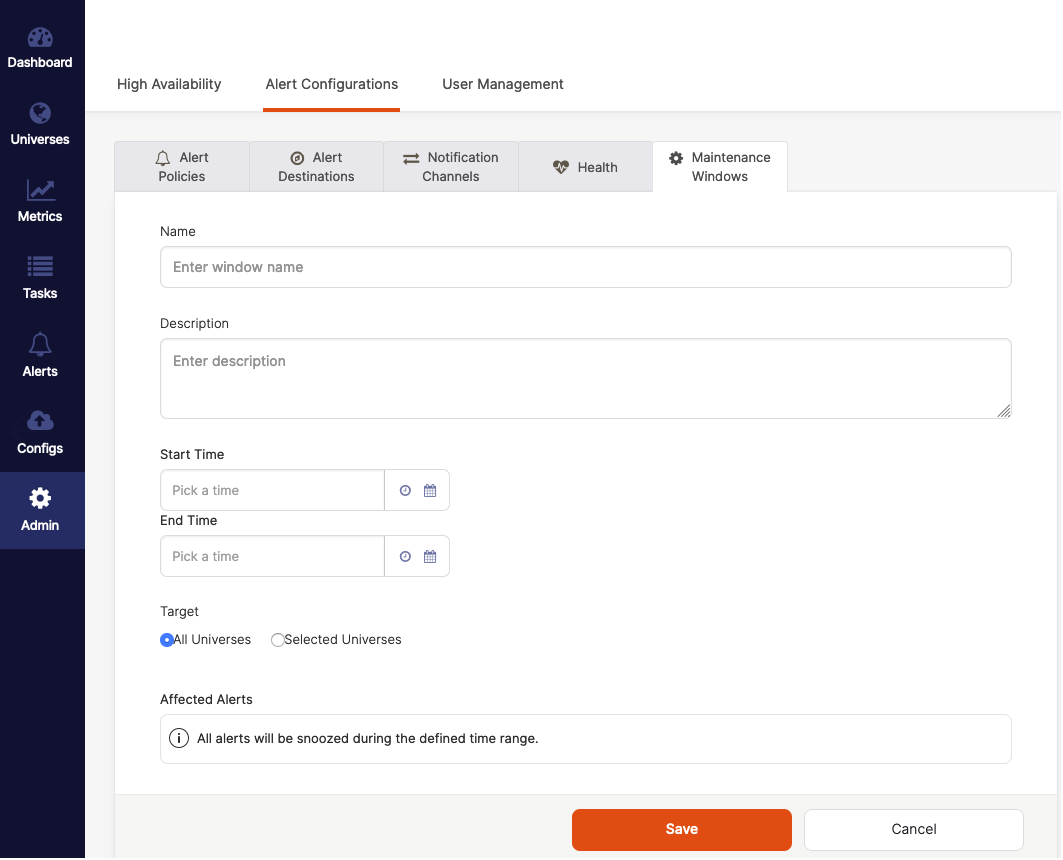 Dashboard
Universes
Metrics
Tasks
Alerts
Configs
Admin
High Availability
Alert Configurations
User Management
Alert
Policies
Alert
Destinations
Notification
Channels
Health
Maintenance
Windows
Name
Enter window name
Description
Enter description
Start Time
Pick a time
End Time
Pick a time
Target
All Universes
Selected Universes
Affected Alerts
All alerts will be snoozed during the defined time range.
Save
Cancel